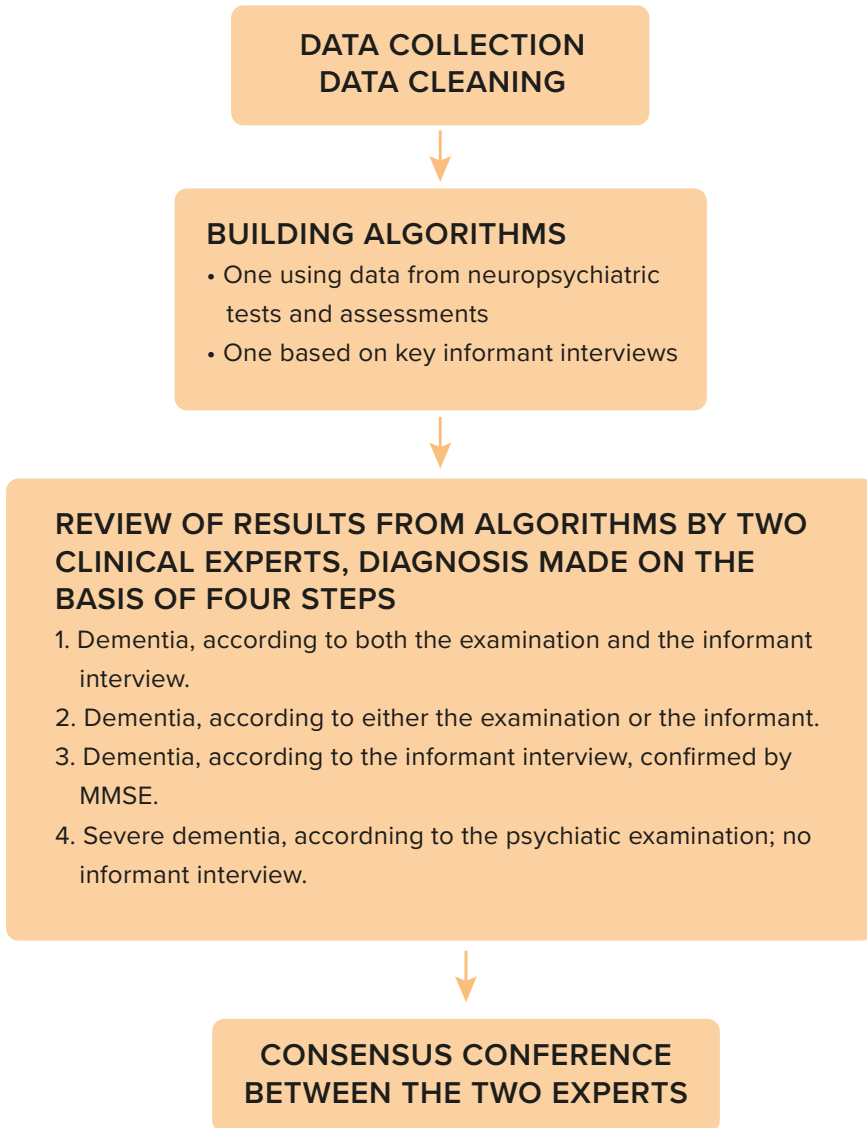 DATA COLLECTION
DATA CLEANING
BUILDING ALGORITHMS
• One using data from neuropsychiatric
tests and assessments
• One based on key informant interviews
REVIEW OF RESULTS FROM ALGORITHMS BY TWO
CLINICAL EXPERTS, DIAGNOSIS MADE ON THE
BASIS OF FOUR STEPS
1. Dementia, according to both the examination and the informant
interview.
2. Dementia, according to either the examination or the informant.
3. Dementia, according to the informant interview, confirmed by
MMSE.
4. Severe dementia, accordning to the psychiatic examination; no
informant interview.
CONSENSUS CONFERENCE
BETWEEN THE TWO EXPERTS